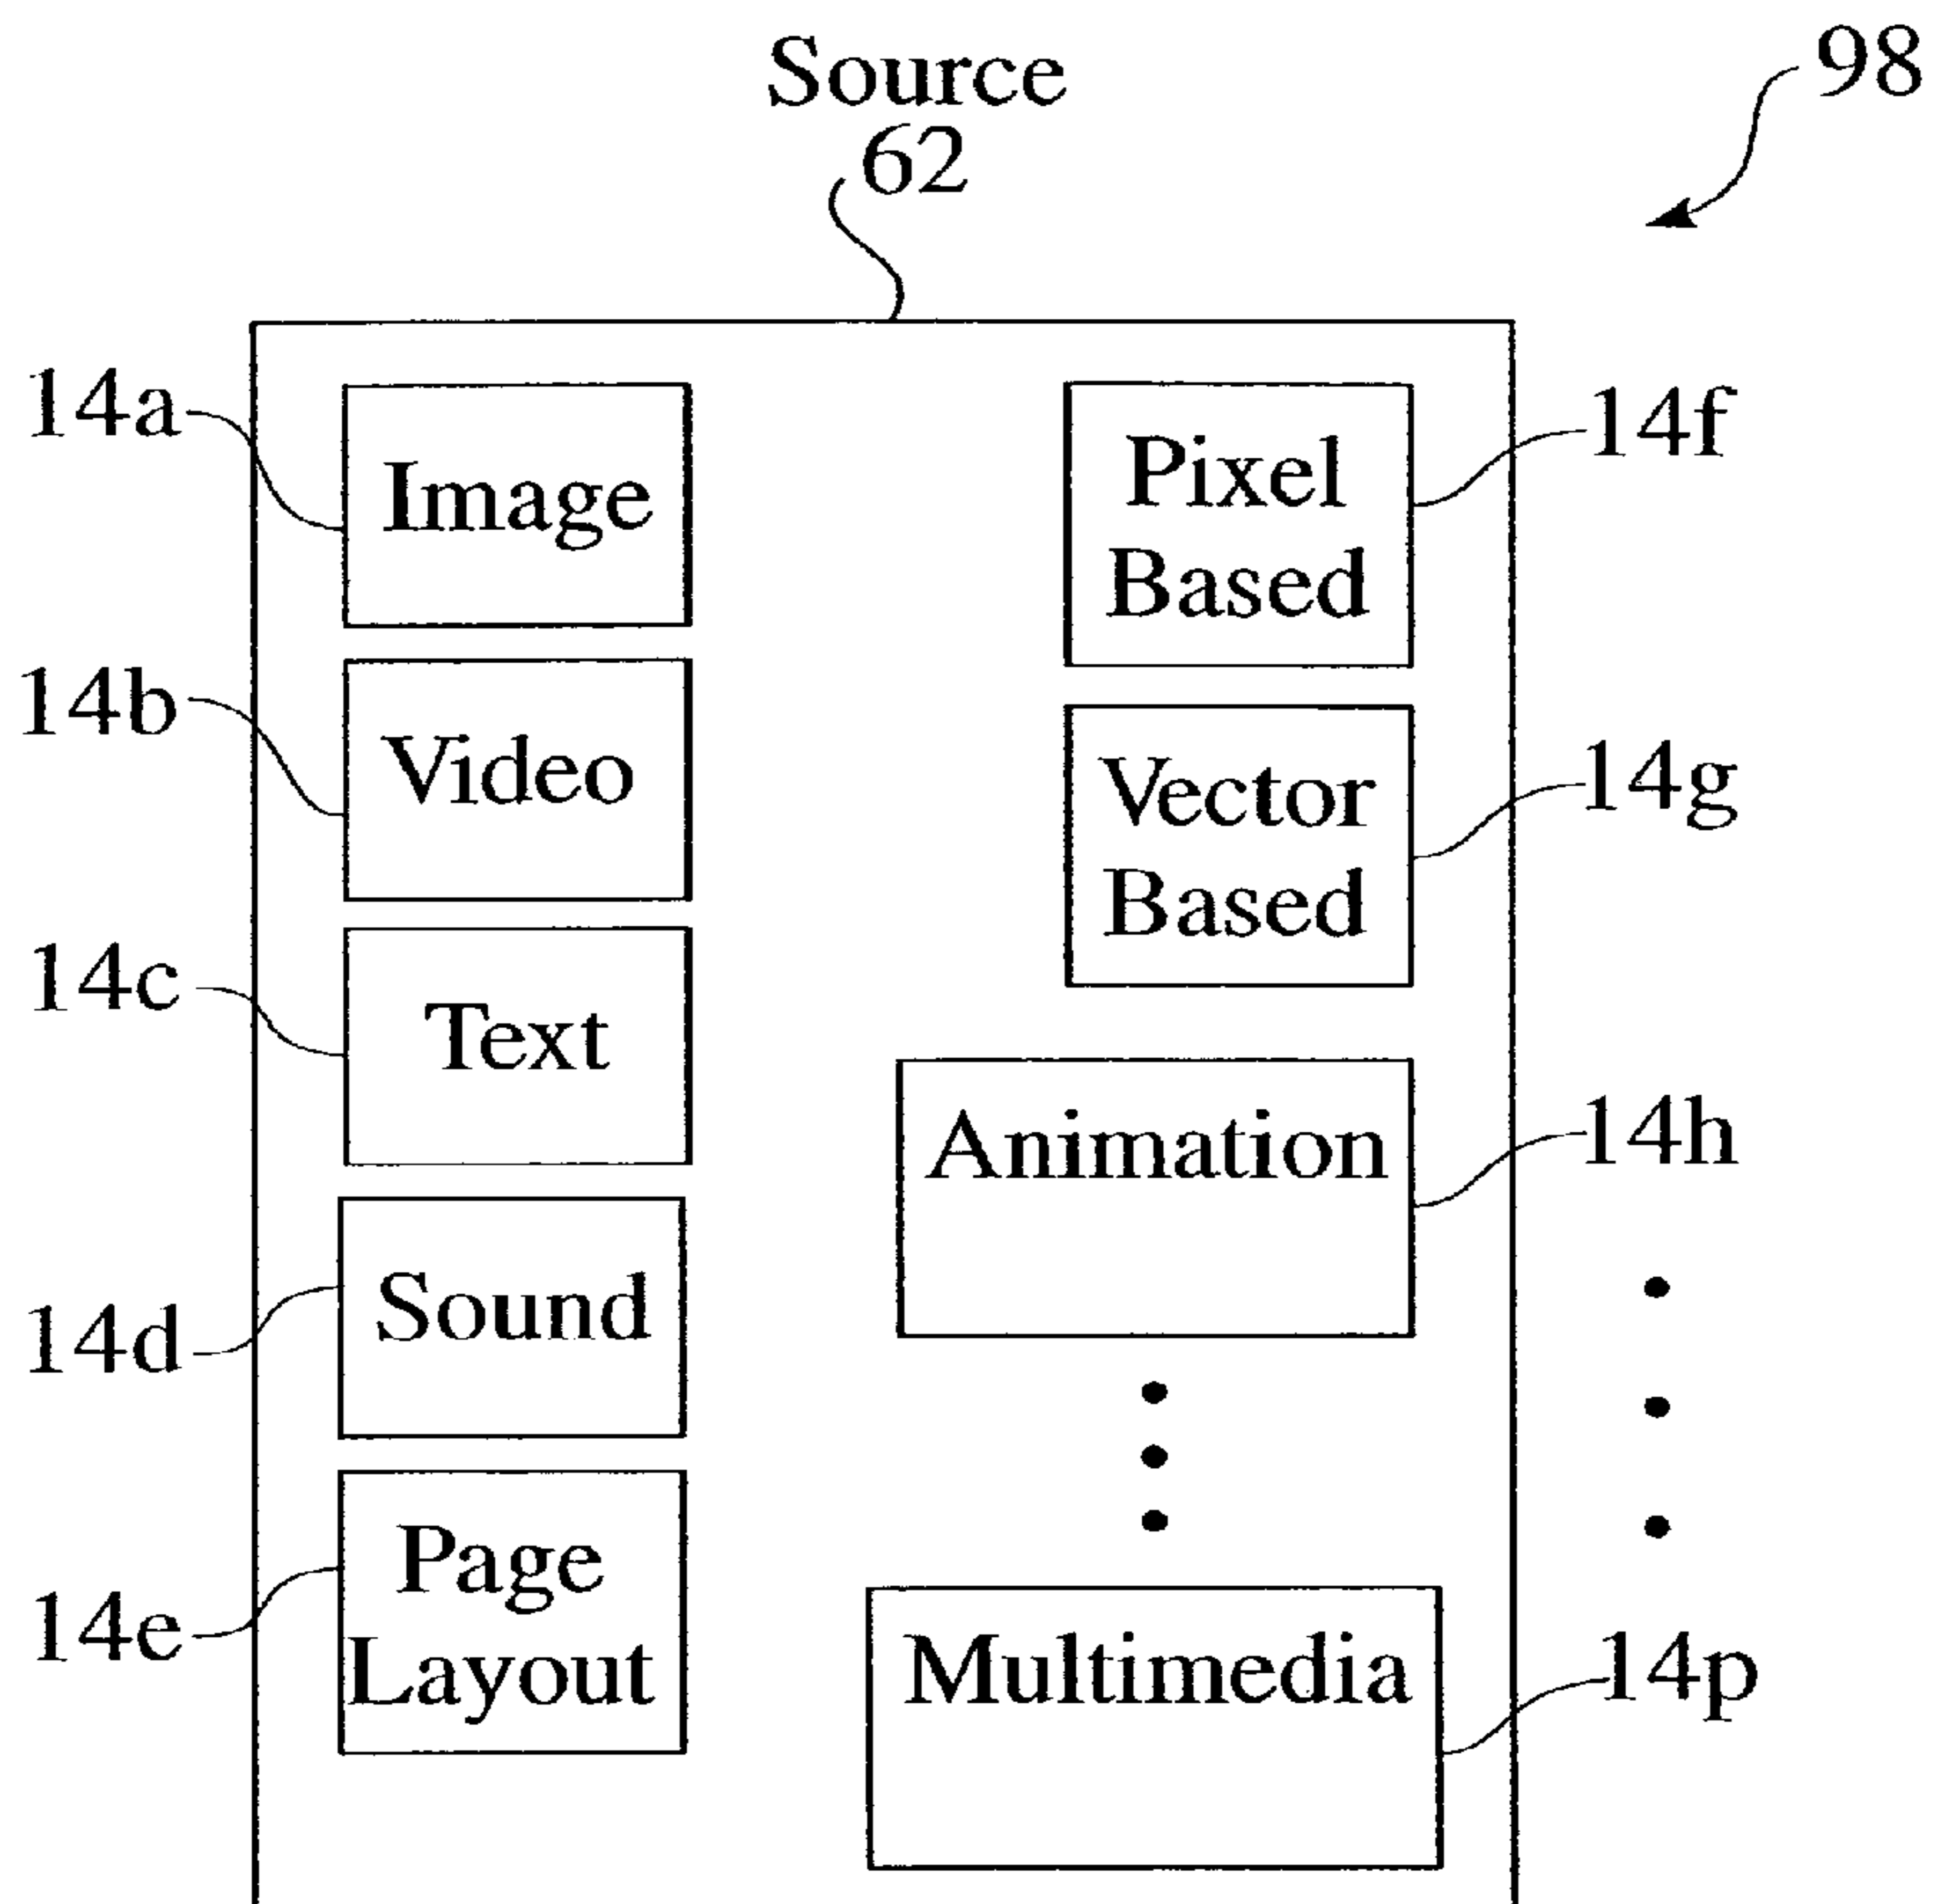 Source
62
98
14a
Image
14b
Video
14c
Text
14d
Sound
14e
Page
Layout
Pixel
Based
14f
Vector
Based
14g
Animation
14h
Multimedia
14p